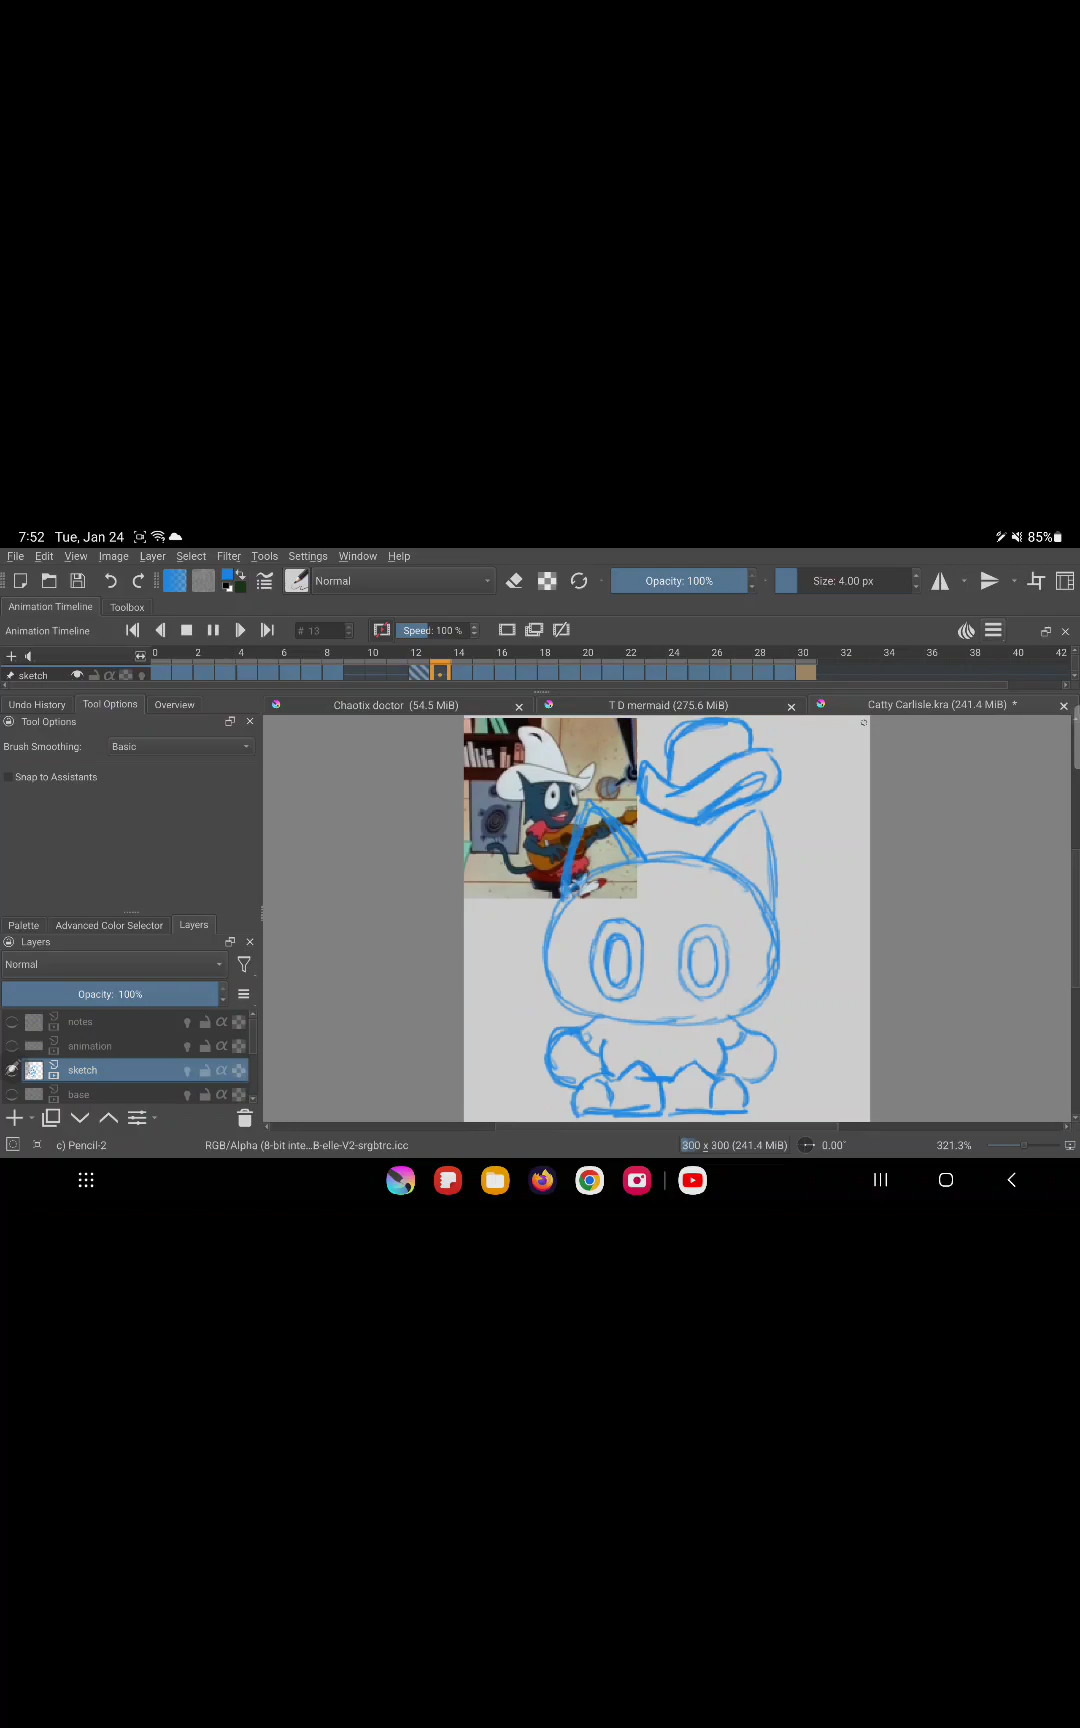 7:52 Tue, Jan 24 85%
File Edit View Image Layer Select Filter Tools Settings Window Help
Normal Opacity: 100% Size: 4.00 px
Animation Timeline Toolbox
Animation Timeline # 13 Speed: 100 %
0 2 4 6 8 10 12 14 16 18 20 22 24 26 28 30 32 34 36 38 40 42
sketch
Undo History Tool Options Overview Chaotix doctor (54.5 MiB) T D mermaid (275.6 MiB) Catty Carlisle.kra (241.4 MiB) *
Tool Options
Brush Smoothing: Basic
Snap to Assistants
Palette Advanced Color Selector Layers
Layers
Normal
Opacity: 100%
notes
animation
sketch
base
c) Pencil-2 RGB/Alpha (8-bit inte...B-elle-V2-srgbtrc.icc 300 x 300 (241.4 MiB) 0.00° 321.3%